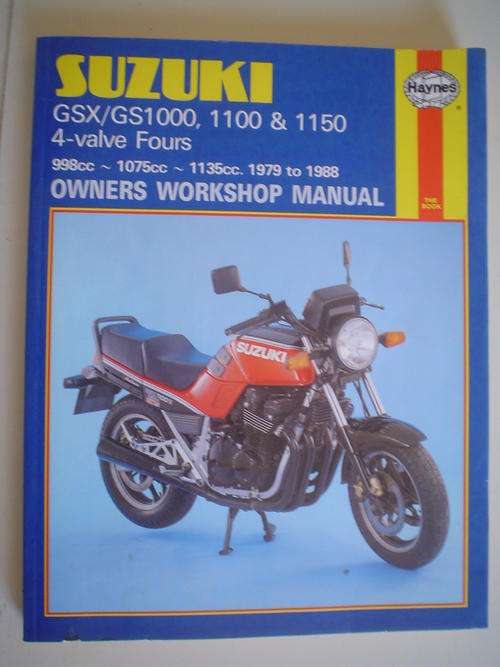 SUZUKI
GSX/GS1000, 1100 & 1150
4-valve Fours
998cc ~ 1075cc ~ 1135cc. 1979 to 1988
OWNERS WORKSHOP MANUAL
Haynes
THE
BOOK
SUZUKI